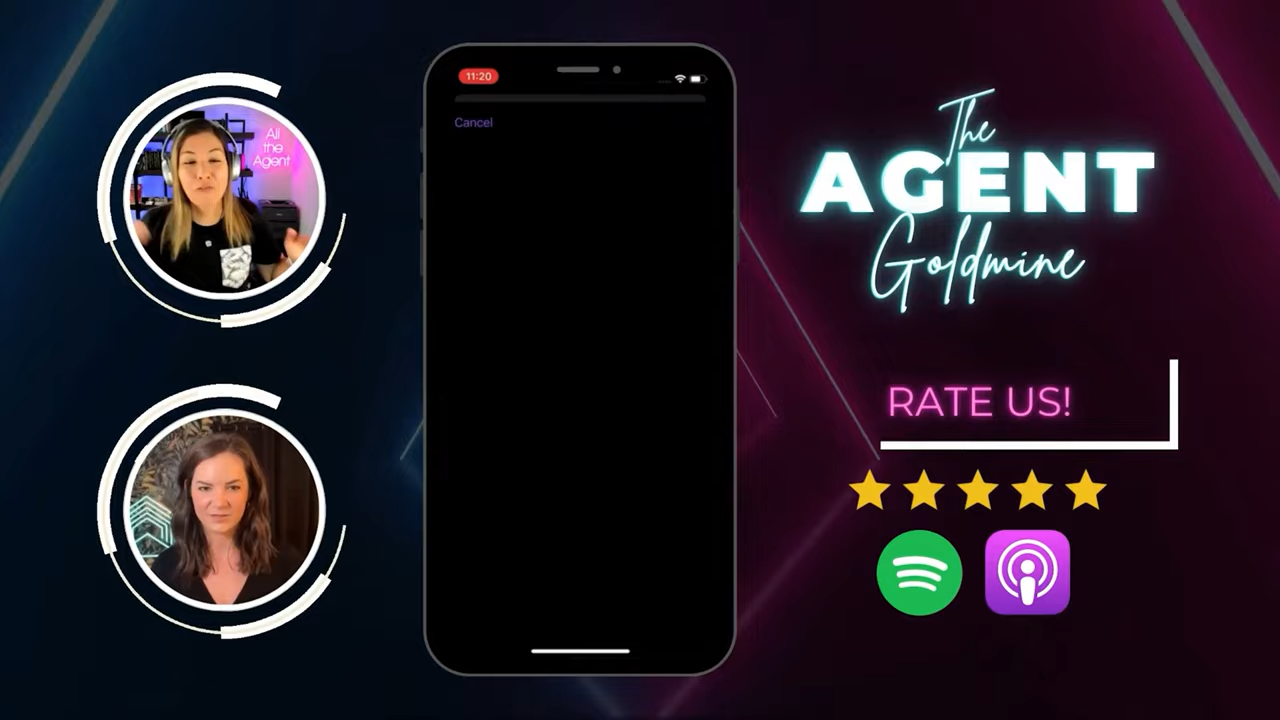 All
the
Agent
11:20
Cancel
The
AGENT
Goldmine
RATE US!